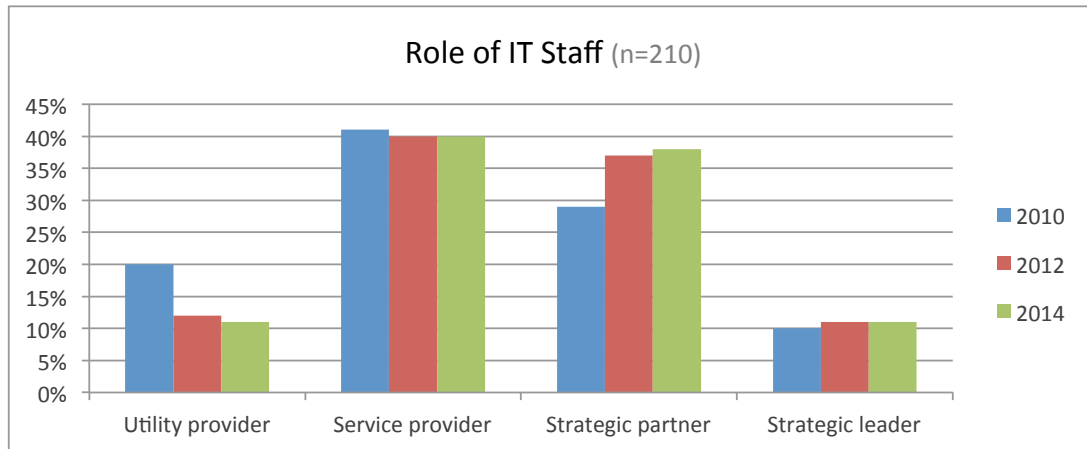 Role of IT Staff (n=210)
45%
40%
35%
30%
25%
20%
15%
10%
5%
0%
Utility provider
Service provider
Strategic partner
Strategic leader
2010
2012
2014